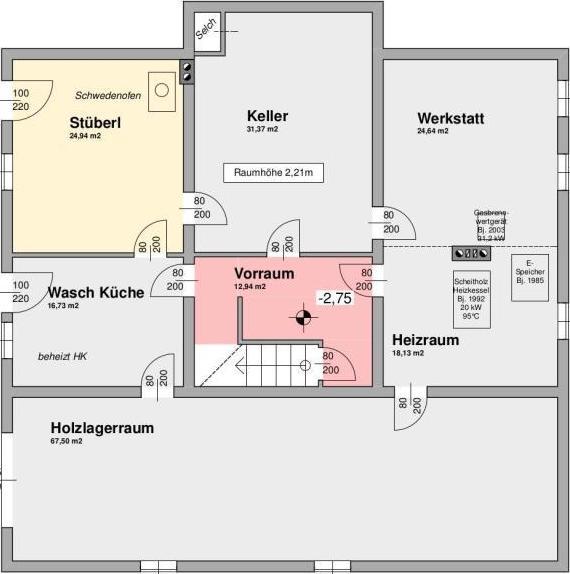 Selch
100
220
Schwedenofen
Stüberl
24,94 m2
Keller
31,37 m2
Werkstatt
24,64 m2
Raumhöhe 2,21m
80
200
80
200
80
200
80
200
Gasbrenn-
wertgerät
Bj. 2003
31,2 kW
E-
Speicher
Bj. 1985
Scheitholz
Heizkessel
Bj. 1992
20 kW
95°C
100
220
Wasch Küche
16,73 m2
80
200
Vorraum
12,94 m2
-2,75
80
200
Heizraum
18,13 m2
beheizt HK
80
200
80
200
80
200
Holzlagerraum
67,50 m2